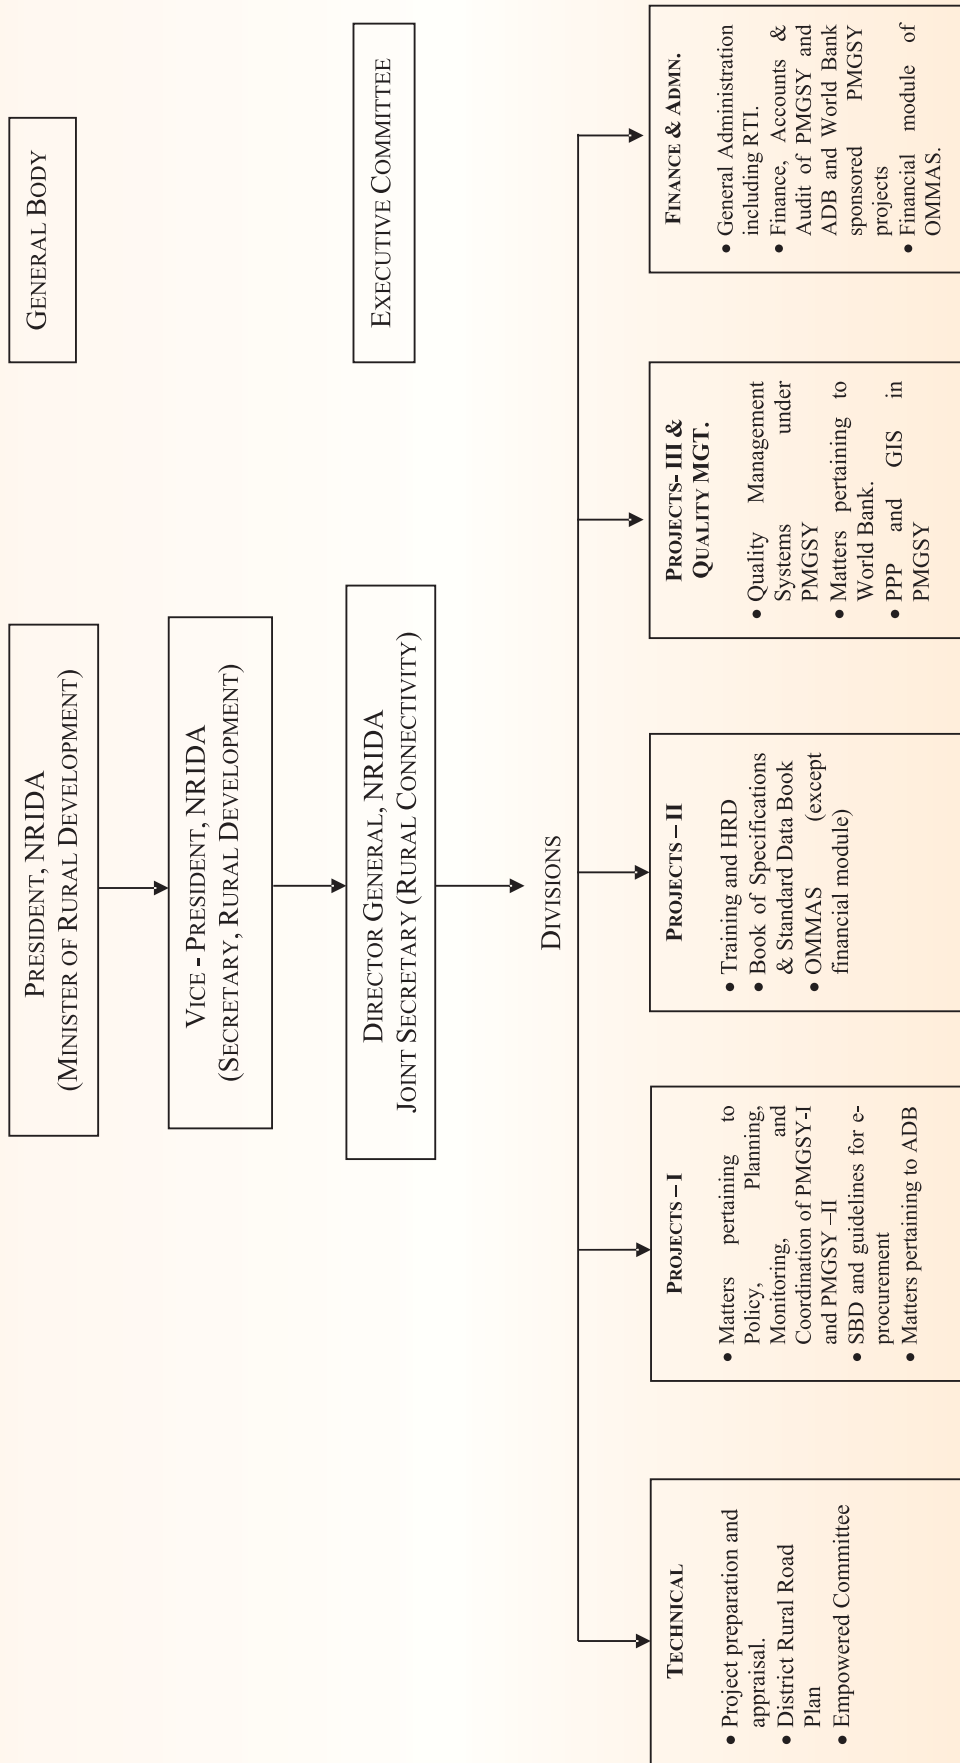 PRESIDENT, NRIDA
(MINISTER OF RURAL DEVELOPMENT)
GENERAL BODY
VICE - PRESIDENT, NRIDA
(SECRETARY, RURAL DEVELOPMENT)
DIRECTOR GENERAL, NRIDA
JOINT SECRETARY (RURAL CONNECTIVITY)
EXECUTIVE COMMITTEE
DIVISIONS
TECHNICAL
• Project preparation and
appraisal.
• District Rural Road
Plan
• Empowered Committee
PROJECTS – I
• Matters pertaining to
Policy, Planning,
Monitoring, and
Coordination of PMGSY-I
and PMGSY –II
• SBD and guidelines for e-
procurement
• Matters pertaining to ADB
PROJECTS – II
• Training and HRD
• Book of Specifications
& Standard Data Book
• OMMAS (except
financial module)
PROJECTS- III &
QUALITY MGT.
• Quality Management
Systems under
PMGSY
• Matters pertaining to
World Bank.
• PPP and GIS in
PMGSY
FINANCE & ADMN.
• General Administration
including RTI.
• Finance, Accounts &
Audit of PMGSY and
ADB and World Bank
sponsored PMGSY
projects
• Financial module of
OMMAS.